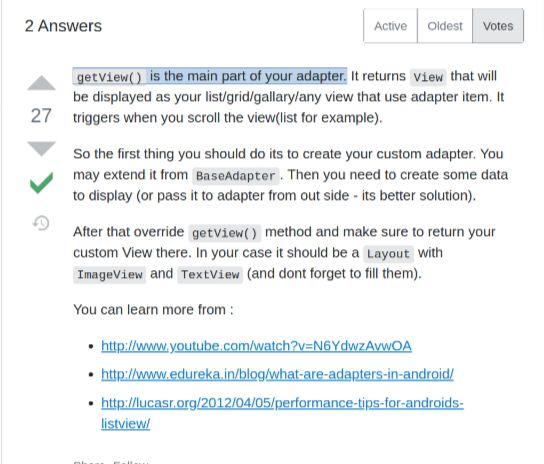 2 Answers
Active Oldest Votes
getView() is the main part of your adapter. It returns View that will
be displayed as your list/grid/gallary/any view that use adapter item. It
27
triggers when you scroll the view(list for example).
So the first thing you should do its to create your custom adapter. You
may extend it from BaseAdapter . Then you need to create some data
to display (or pass it to adapter from out side - its better solution).
After that override getView() method and make sure to return your
custom View there. In your case it should be a Layout with
ImageView and TextView (and dont forget to fill them).
You can learn more from :
• http://www.youtube.com/watch?v=N6YdwzAvwOA
• http://www.edureka.in/blog/what-are-adapters-in-android/
• http://lucasr.org/2012/04/05/performance-tips-for-androids-
listview/